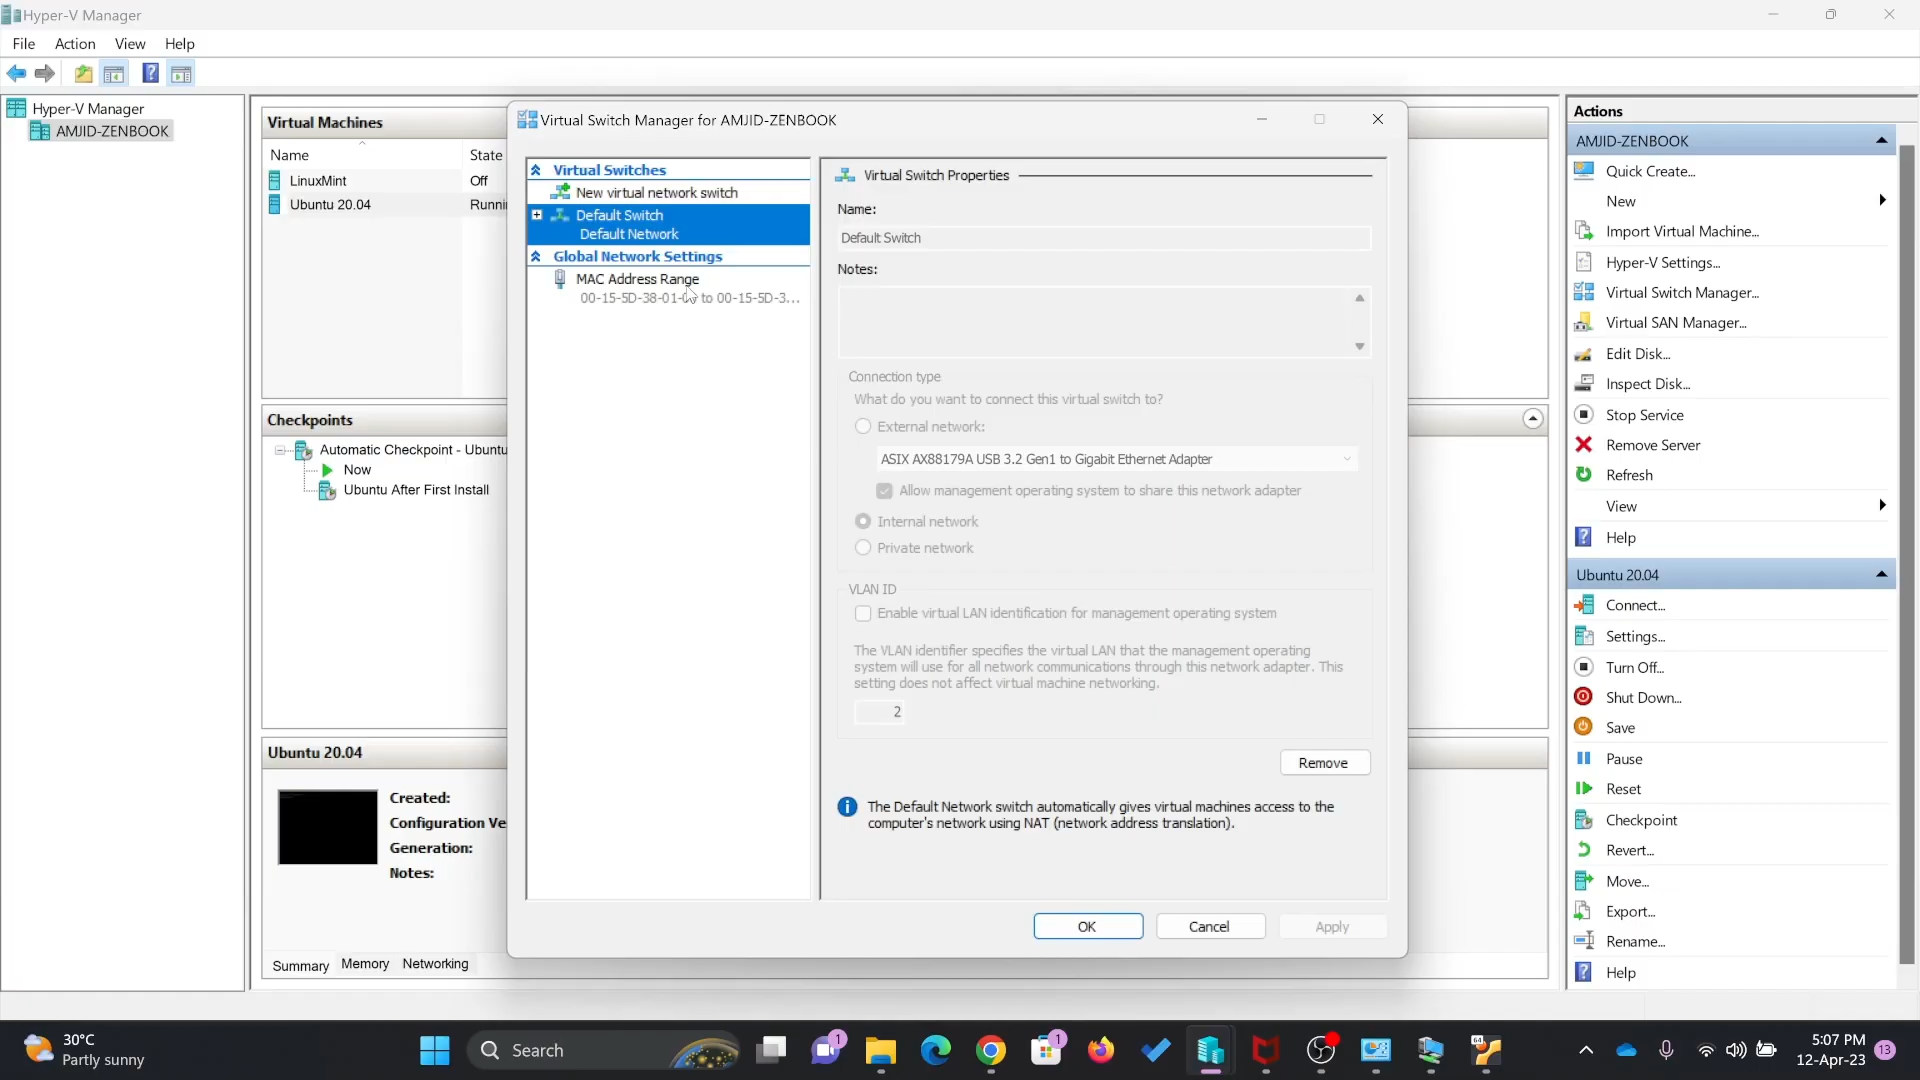 Hyper-V Manager
File Action View Help
Hyper-V Manager
AMJID-ZENBOOK
Virtual Machines
Name State
LinuxMint Off
Ubuntu 20.04
Checkpoints
Automatic Checkpoint -
Now
Ubuntu After First Install
Ubuntu 20.04
Created:
Configuration
Generation:
Notes:
Summary Memory Networking
Virtual Switch Manager for AMJID-ZENBOOK
Virtual Switches
New virtual network switch
Default Switch
Default Network
Global Network Settings
MAC Address Range
to 00-15-5D-3...
Virtual Switch Properties
Name:
Default Switch
Notes:
Connection type
What do you want to connect this virtual switch to?
External network:
ASIX AX88179A USB 3.2 Gen1 to Gigabit Ethernet Adapter
Allow management operating system to share this network adapter
Internal network
Private network
VLAN ID
Enable virtual LAN identification for management operating system
The VLAN identifier specifies the virtual LAN that the management operating
system will use for all network communications through this network adapter. This
setting does not affect virtual machine networking.
2
Remove
The Default Network switch automatically gives virtual machines access to the
computer's network using NAT (network address translation).
OK Cancel Apply
Actions
AMJID-ZENBOOK
Quick Create...
New
Import Virtual Machine...
Hyper-V Settings...
Virtual Switch Manager...
Virtual SAN Manager...
Edit Disk...
Inspect Disk...
Stop Service
Remove Server
Refresh
View
Help
Ubuntu 20.04
Connect...
Settings...
Turn Off...
Shut Down...
Save
Pause
Reset
Checkpoint
Revert...
Move...
Export...
Rename...
Help
30°C
Partly sunny
Search
1
1
64
5:07 PM
12-Apr-23
13